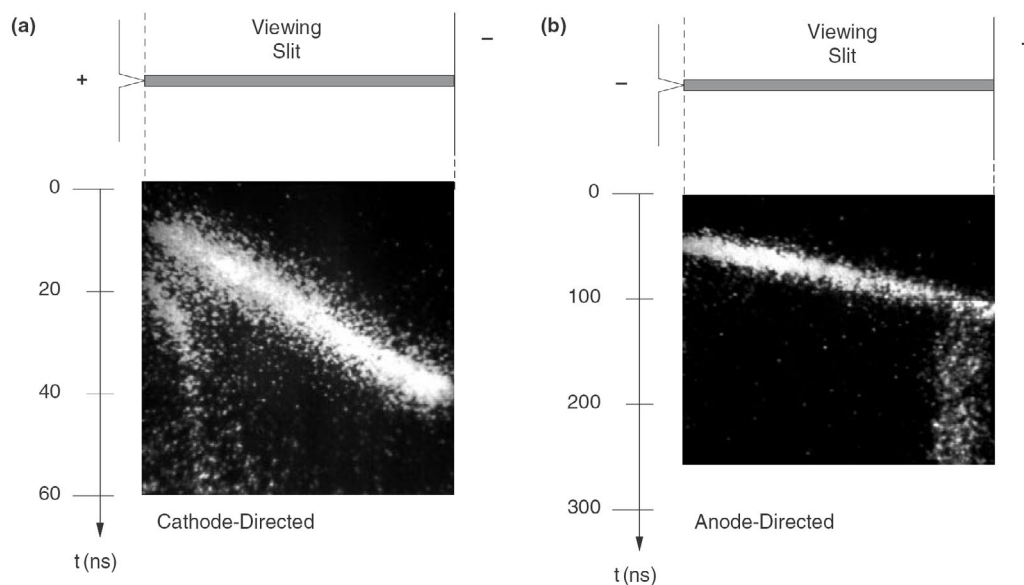 (a)
Viewing
Slit
–
+
0
20
40
60
t (ns)
Cathode-Directed
(b)
Viewing
Slit
–
0
100
200
300
t (ns)
Anode-Directed